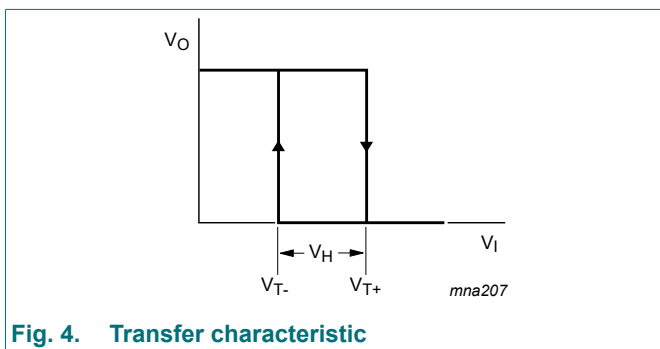 VO
VH
VI
VT-
VT+
mna207
Fig. 4. Transfer characteristic